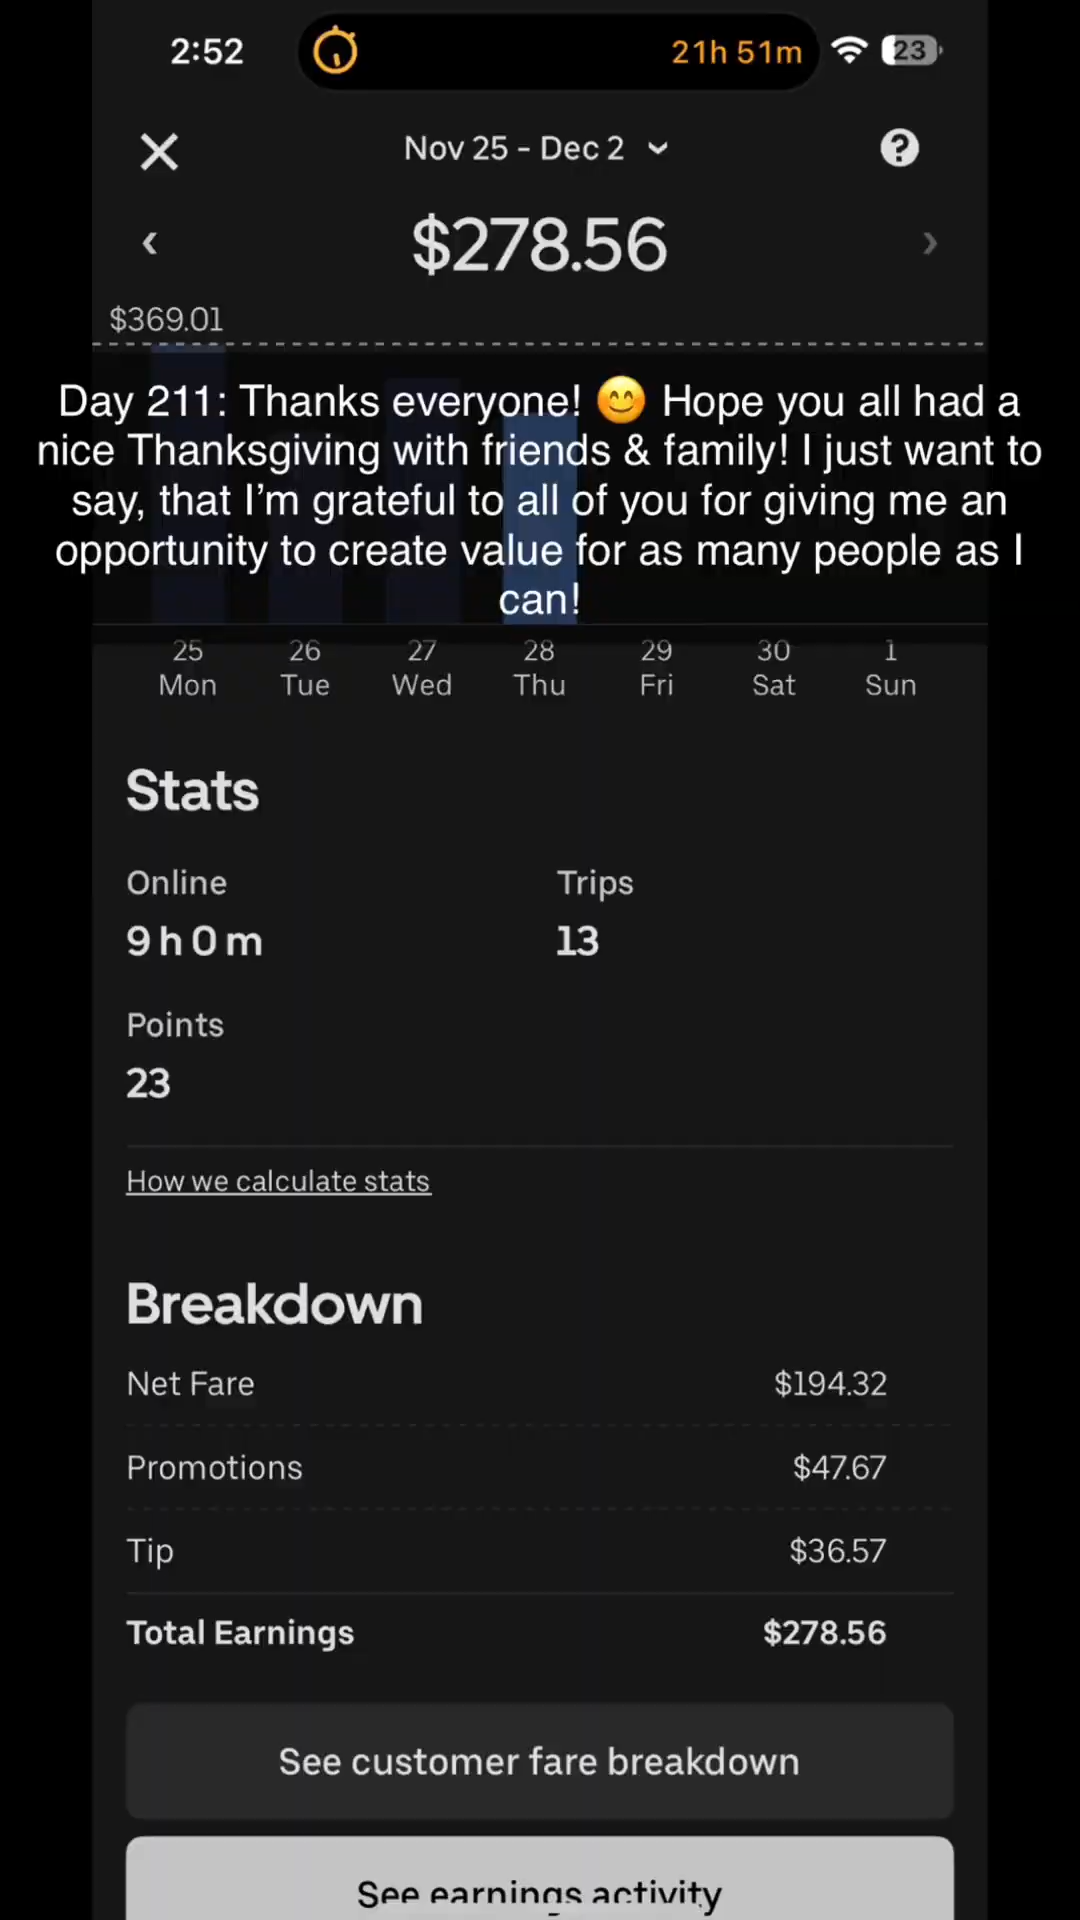 2:52
21h 51m
23
Nov 25 - Dec 2
$278.56
$369.01
Day 211: Thanks everyone! 😊 Hope you all had a
nice Thanksgiving with friends & family! I just want to
say, that I’m grateful to all of you for giving me an
opportunity to create value for as many people as I
can!
25 26 27 28 29 30 1
Mon Tue Wed Thu Fri Sat Sun
Stats
Online Trips
9 h 0 m 13
Points
23
How we calculate stats
Breakdown
Net Fare $194.32
Promotions $47.67
Tip $36.57
Total Earnings $278.56
See customer fare breakdown
See earnings activity